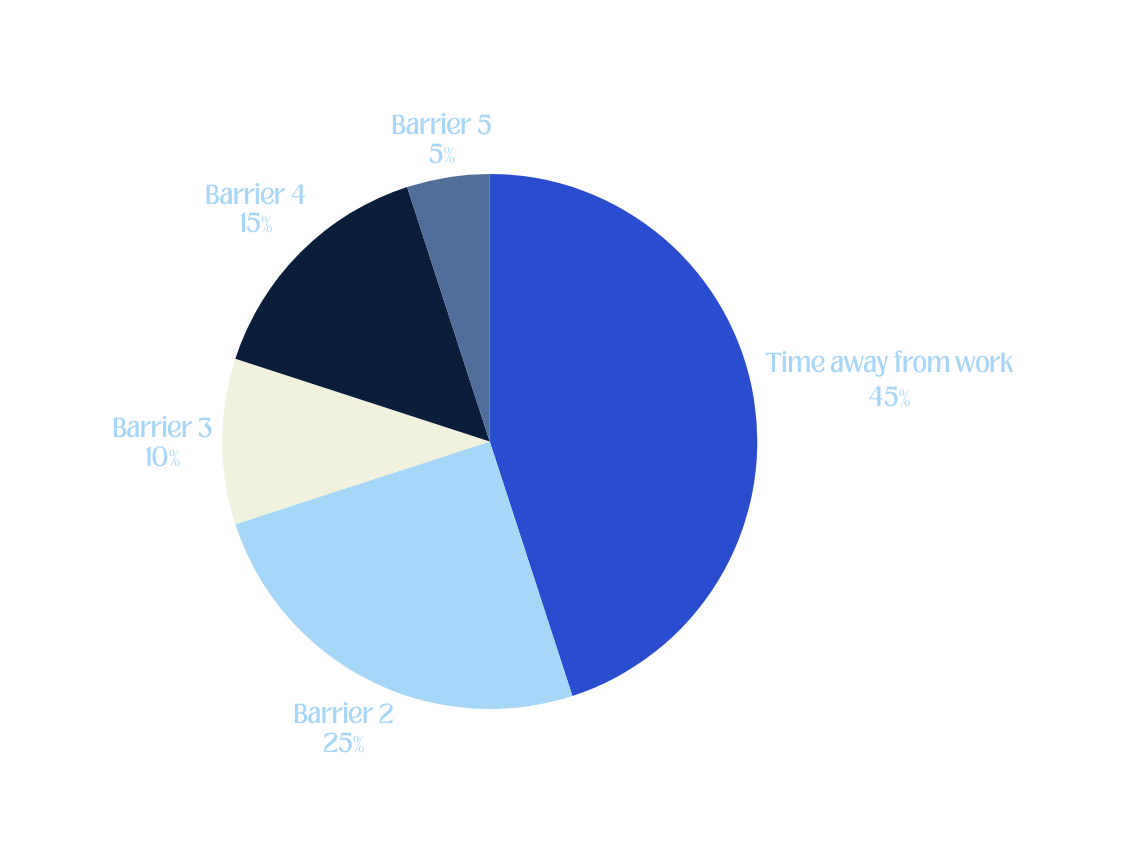 Barrier 5
5%
Barrier 4
15%
Time away from work
45%
Barrier 3
10%
Barrier 2
25%